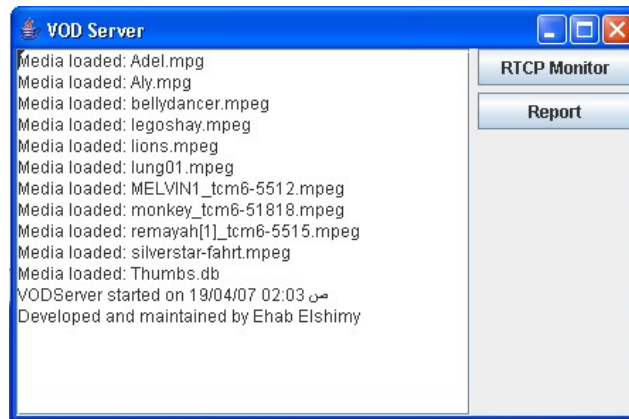 VOD Server
Media loaded: Adel.mpg
Media loaded: Aly.mpg
Media loaded: bellydancer.mpeg
Media loaded: legoshay.mpeg
Media loaded: lions.mpeg
Media loaded: lung01.mpeg
Media loaded: MELVIN1_tcm6-5512.mpeg
Media loaded: monkey_tcm6-51818.mpeg
Media loaded: remayah[1]_tcm6-5515.mpeg
Media loaded: silverstar-fahrt.mpeg
Media loaded: Thumbs.db
VODServer started on 19/04/07 02:03 ص
Developed and maintained by Ehab Elshimy
RTCP Monitor
Report